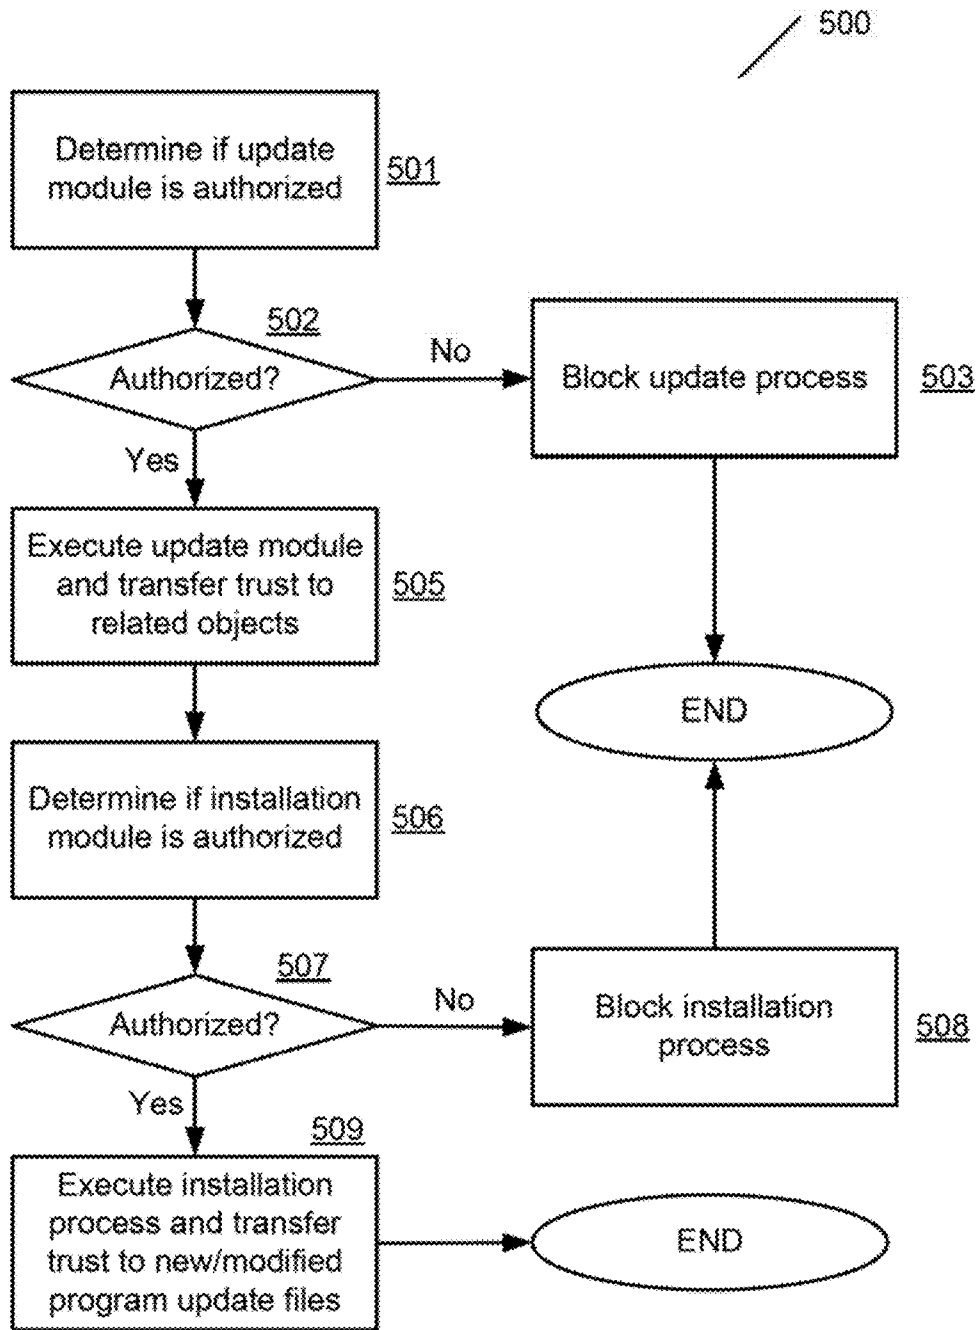 500
Determine if update
module is authorized
501
502
Authorized?
No
Block update process
503
Yes
Execute update module
and transfer trust to
related objects
505
END
Determine if installation
module is authorized
506
507
Authorized?
No
Block installation
process
508
Yes
509
Execute installation
process and transfer
trust to new/modified
program update files
END